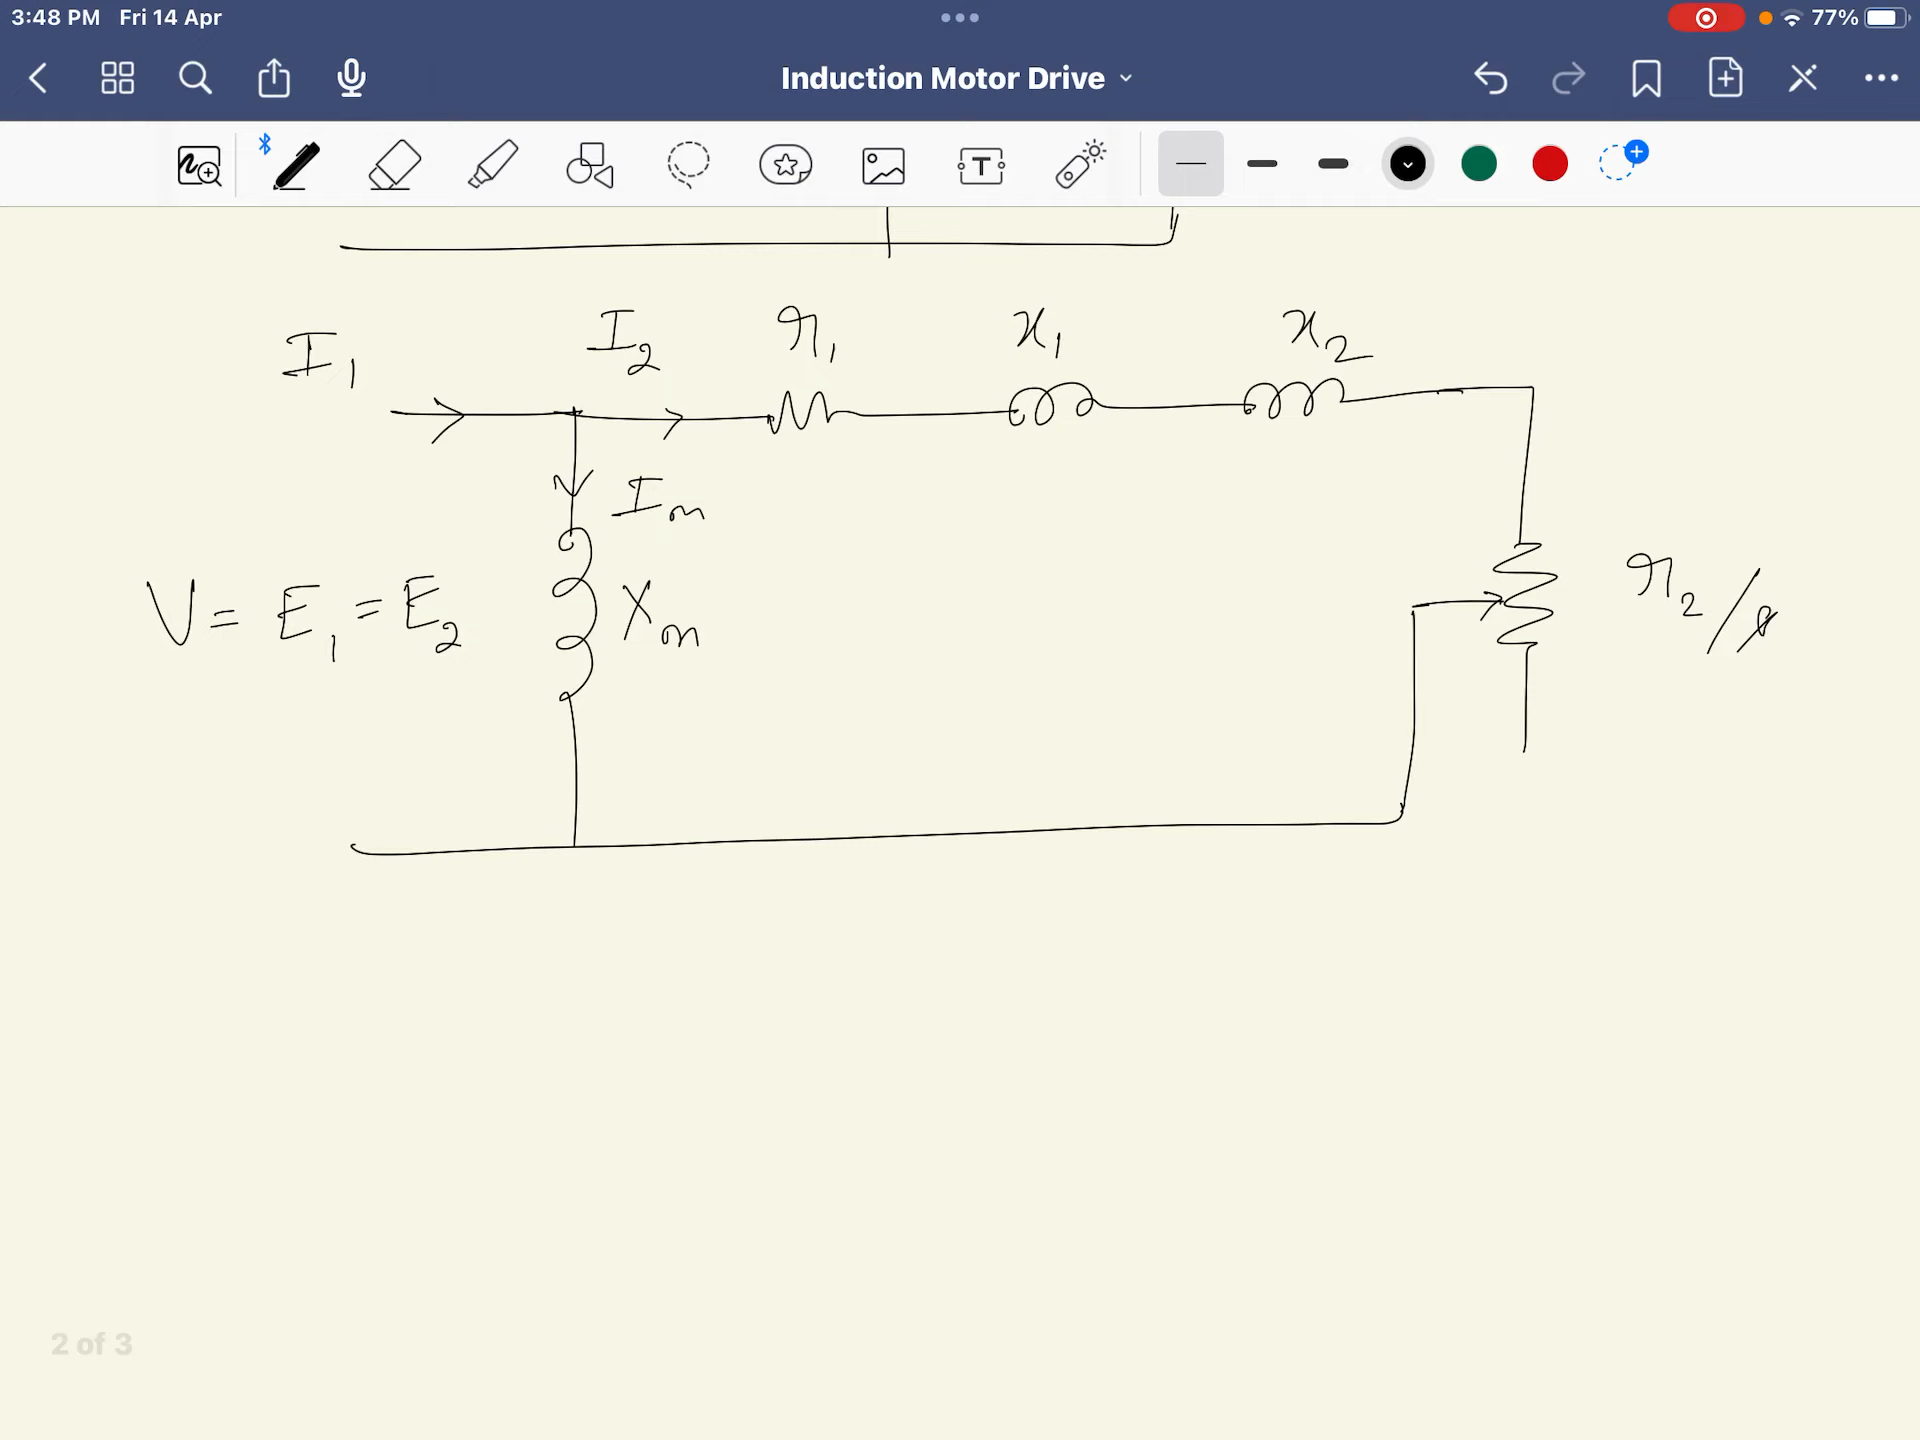 3:48 PM Fri 14 Apr
77%
Induction Motor Drive
T
I₁
I₂
r₁
x₁
x₂
Iₘ
V = E₁ = E₂
Xₘ
r₂/s
2 of 3